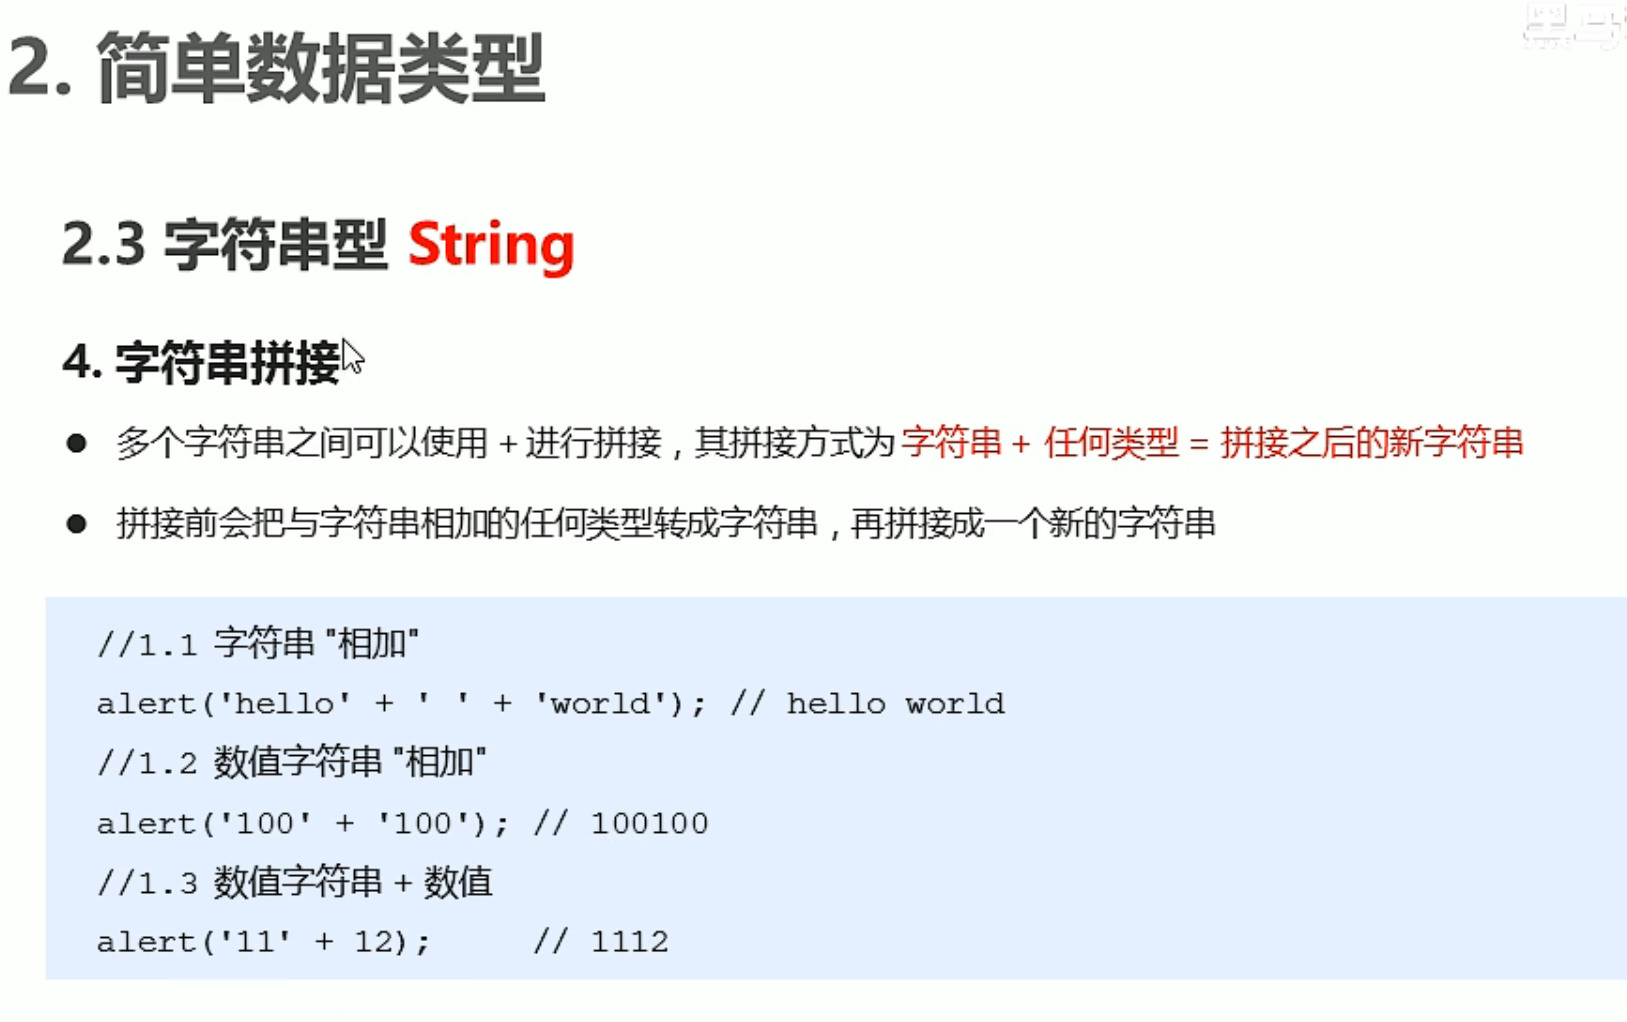 黑马
2. 简单数据类型
2.3 字符串型 String
4. 字符串拼接
● 多个字符串之间可以使用 + 进行拼接，其拼接方式为 字符串 + 任何类型 = 拼接之后的新字符串
● 拼接前会把与字符串相加的任何类型转成字符串，再拼接成一个新的字符串
//1.1 字符串 "相加"
alert('hello' + ' ' + 'world'); // hello world
//1.2 数值字符串 "相加"
alert('100' + '100'); // 100100
//1.3 数值字符串 + 数值
alert('11' + 12);     // 1112